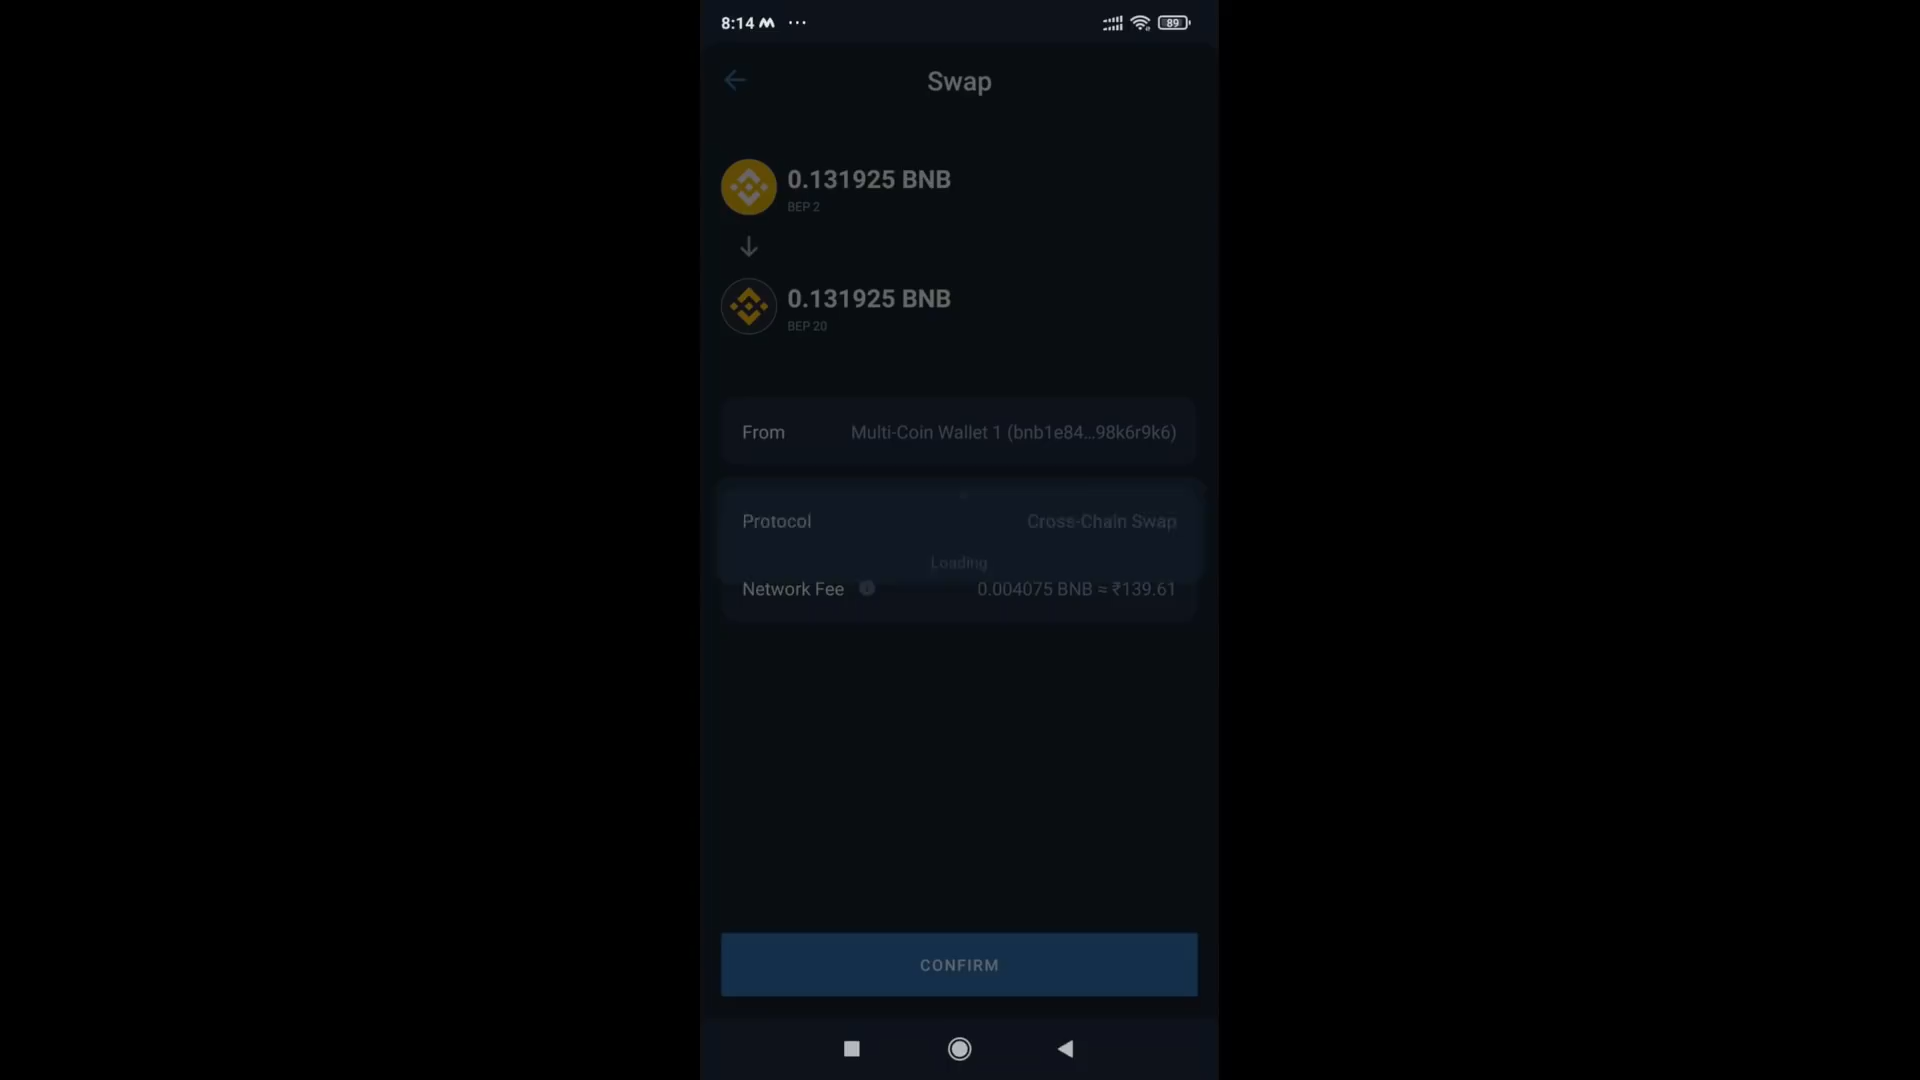 8:14
89
Swap
0.131925 BNB
BEP 2
0.131925 BNB
BEP 20
From Multi-Coin Wallet 1 (bnb1e84...98k6r9k6)
Protocol Cross-Chain Swap
Loading
Network Fee 0.004075 BNB ≈ ₹139.61
CONFIRM